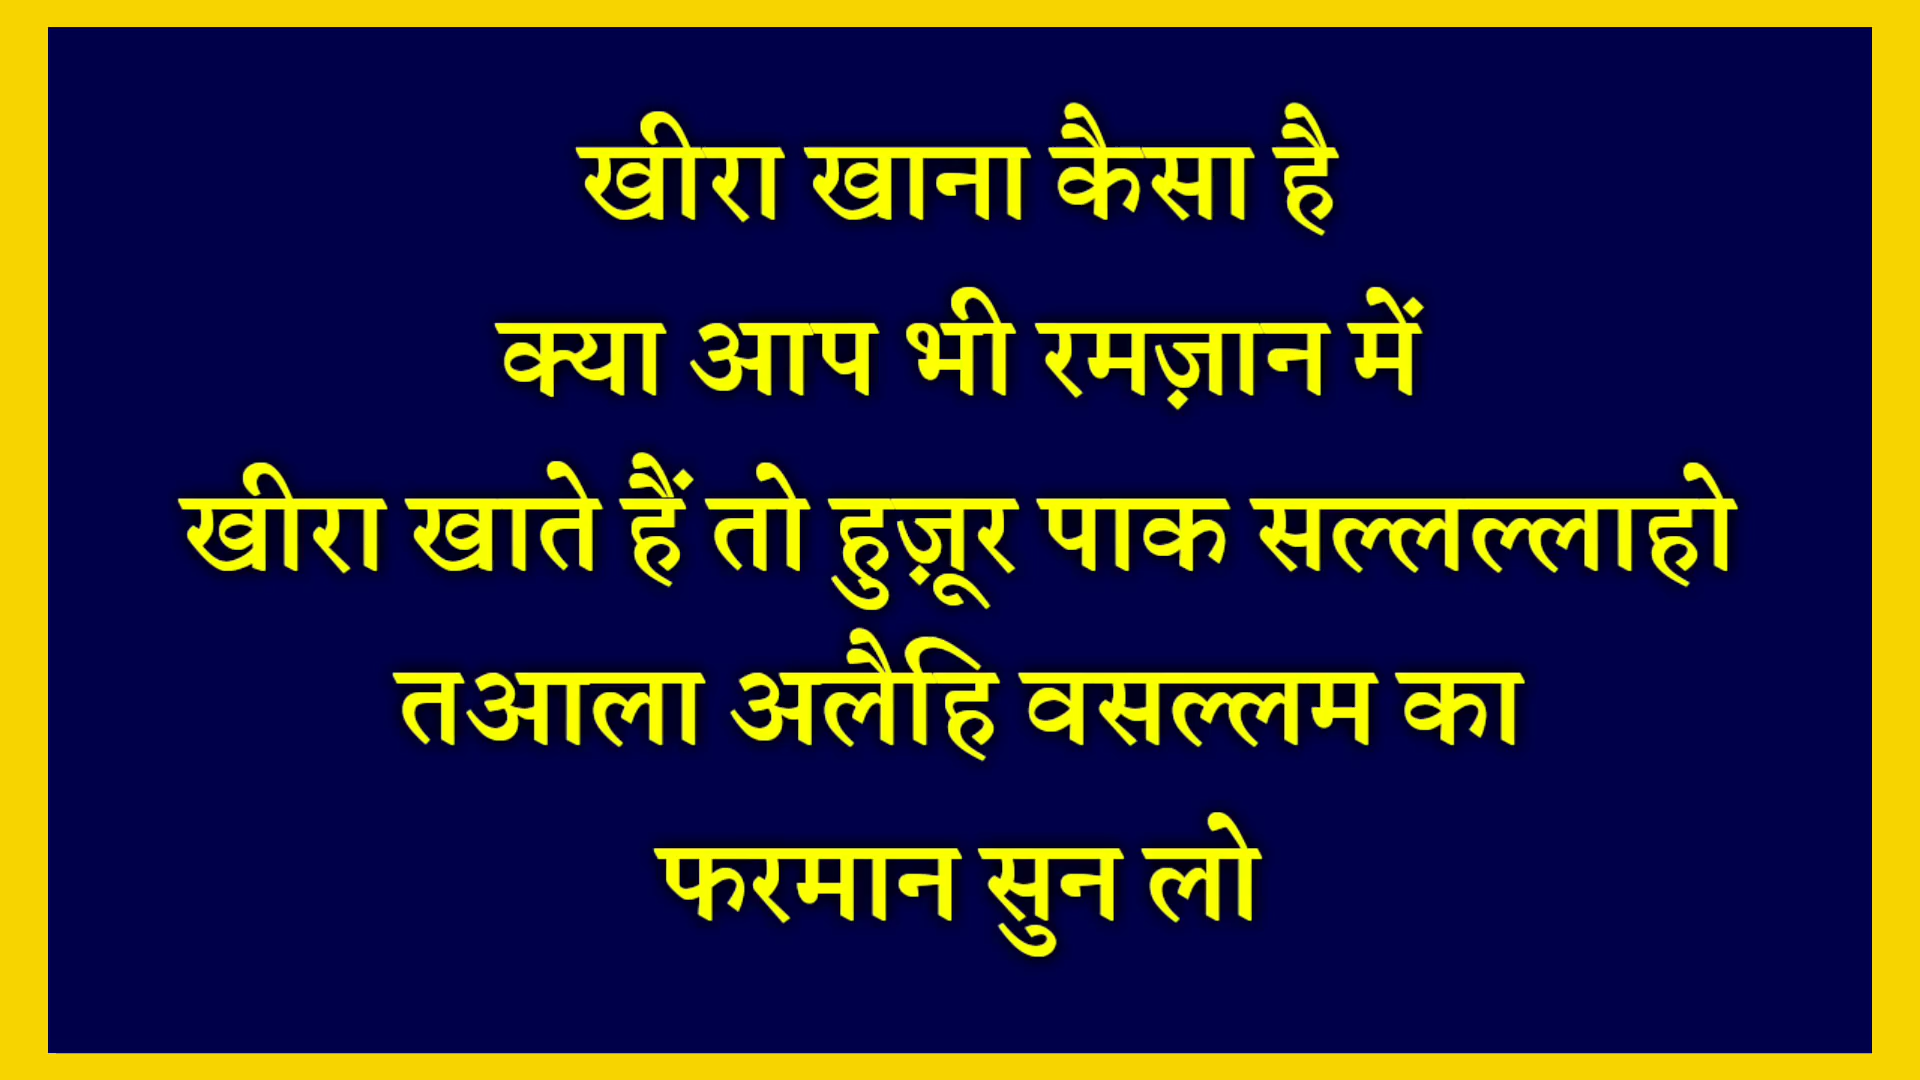 खीरा खाना कैसा है
क्या आप भी रमज़ान में
खीरा खाते हैं तो हुज़ूर पाक सल्लल्लाहो
तआला अलैहि वसल्लम का
फरमान सुन लो